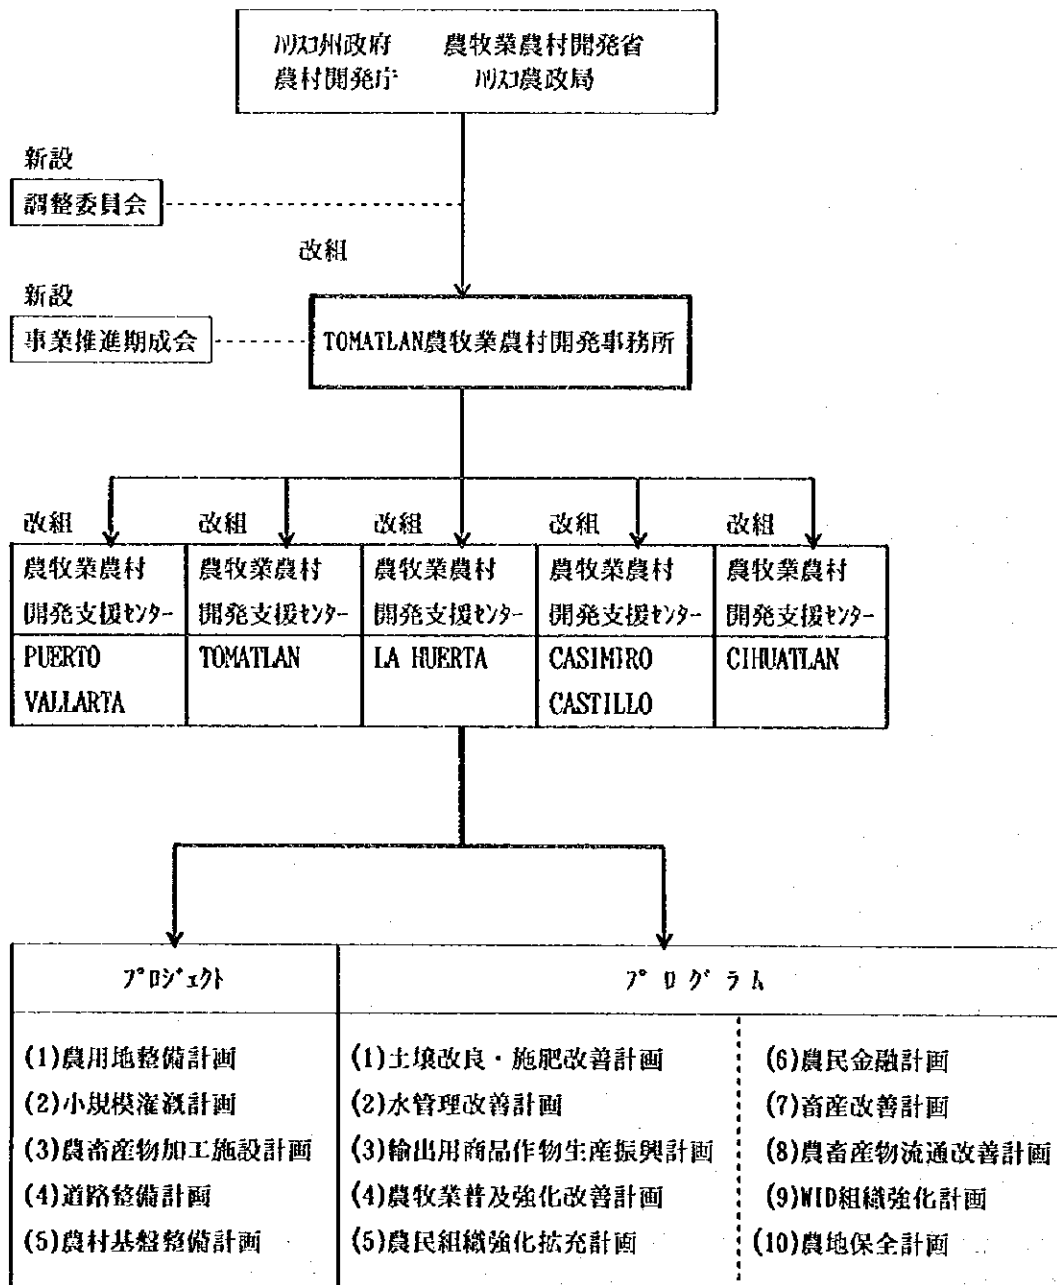 ﾊﾘｽｺ州政府 農牧業農村開発省
農村開発庁 ﾊﾘｽｺ農政局
新設
調整委員会
改組
新設
事業推進期成会
TOMATLAN農牧業農村開発事務所
改組 改組 改組 改組 改組
農牧業農村 農牧業農村 農牧業農村 農牧業農村 農牧業農村
開発支援ｾﾝﾀｰ 開発支援ｾﾝﾀｰ 開発支援ｾﾝﾀｰ 開発支援ｾﾝﾀｰ 開発支援ｾﾝﾀｰ
PUERTO TOMATLAN LA HUERTA CASIMIRO CIHUATLAN
VALLARTA CASTILLO
ﾌﾟﾛｼﾞｪｸﾄ
(1)農用地整備計画
(2)小規模灌漑計画
(3)農畜産物加工施設計画
(4)道路整備計画
(5)農村基盤整備計画
ﾌﾟﾛｸﾞﾗﾑ
(1)土壌改良・施肥改善計画
(2)水管理改善計画
(3)輸出用商品作物生産振興計画
(4)農牧業普及強化改善計画
(5)農民組織強化拡充計画
(6)農民金融計画
(7)畜産改善計画
(8)農畜産物流通改善計画
(9)WID組織強化計画
(10)農地保全計画